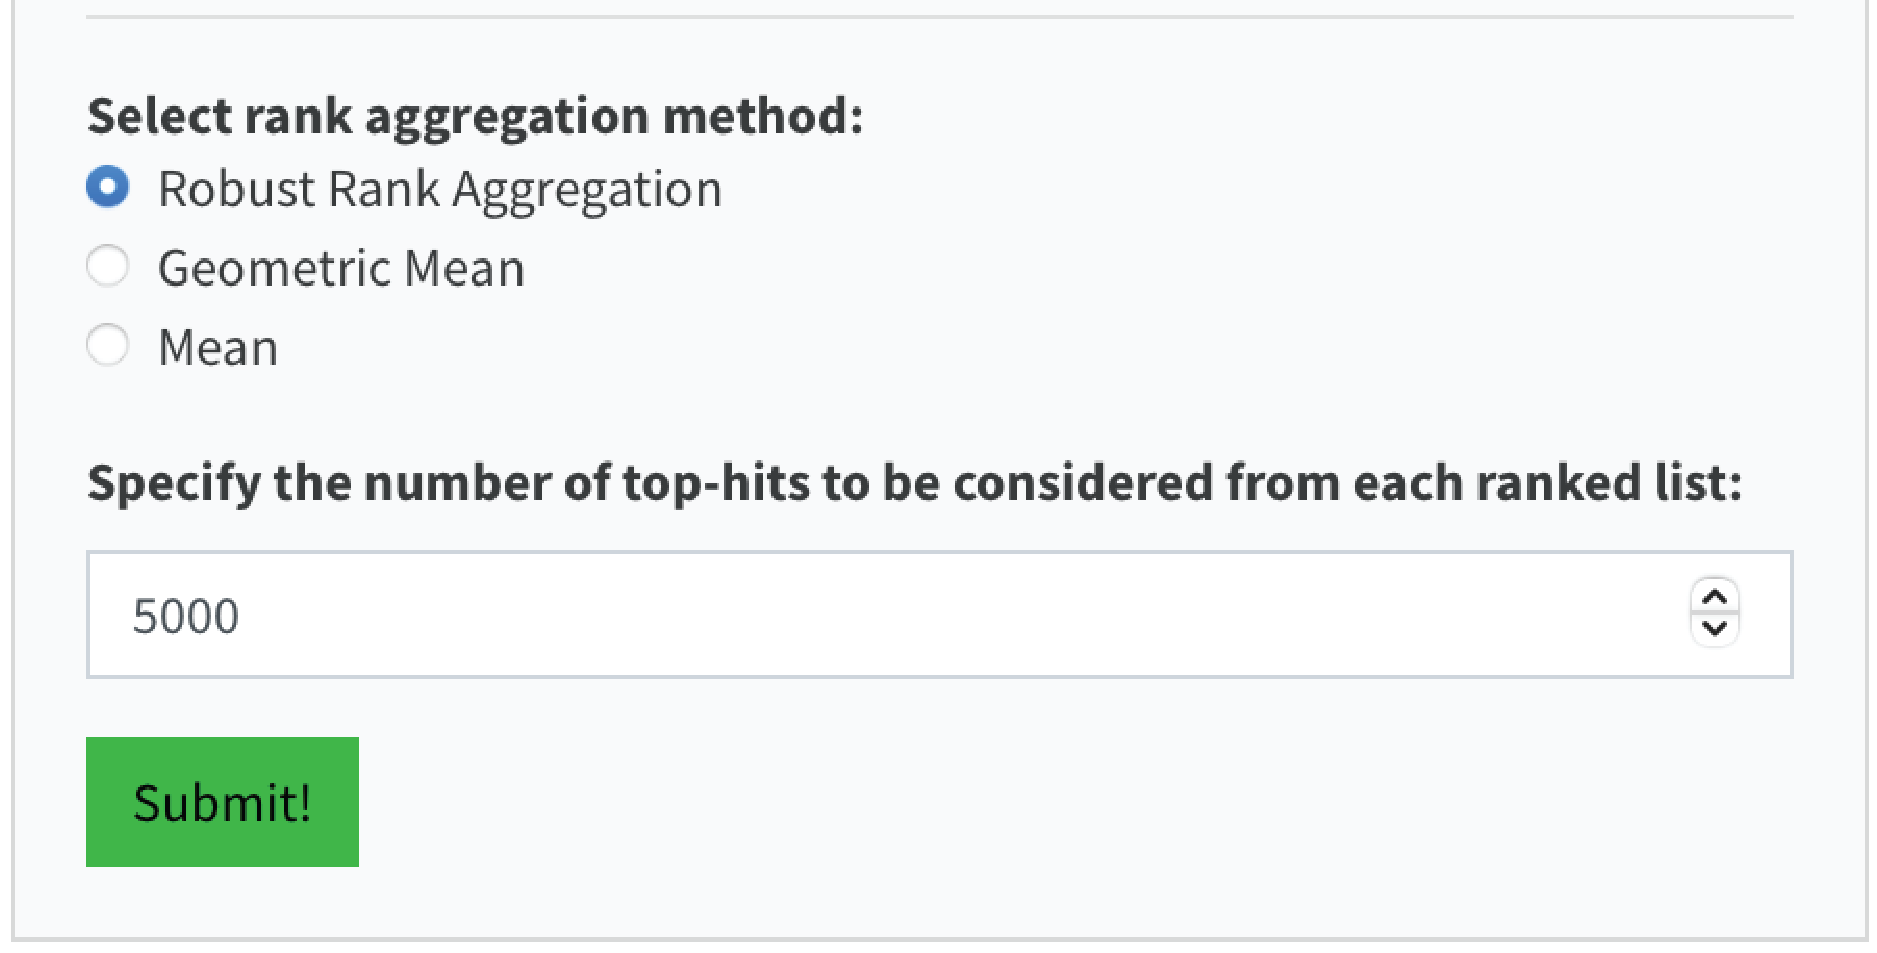 Select rank aggregation method:
Robust Rank Aggregation
Geometric Mean
Mean
Specify the number of top-hits to be considered from each ranked list:
5000
Submit!